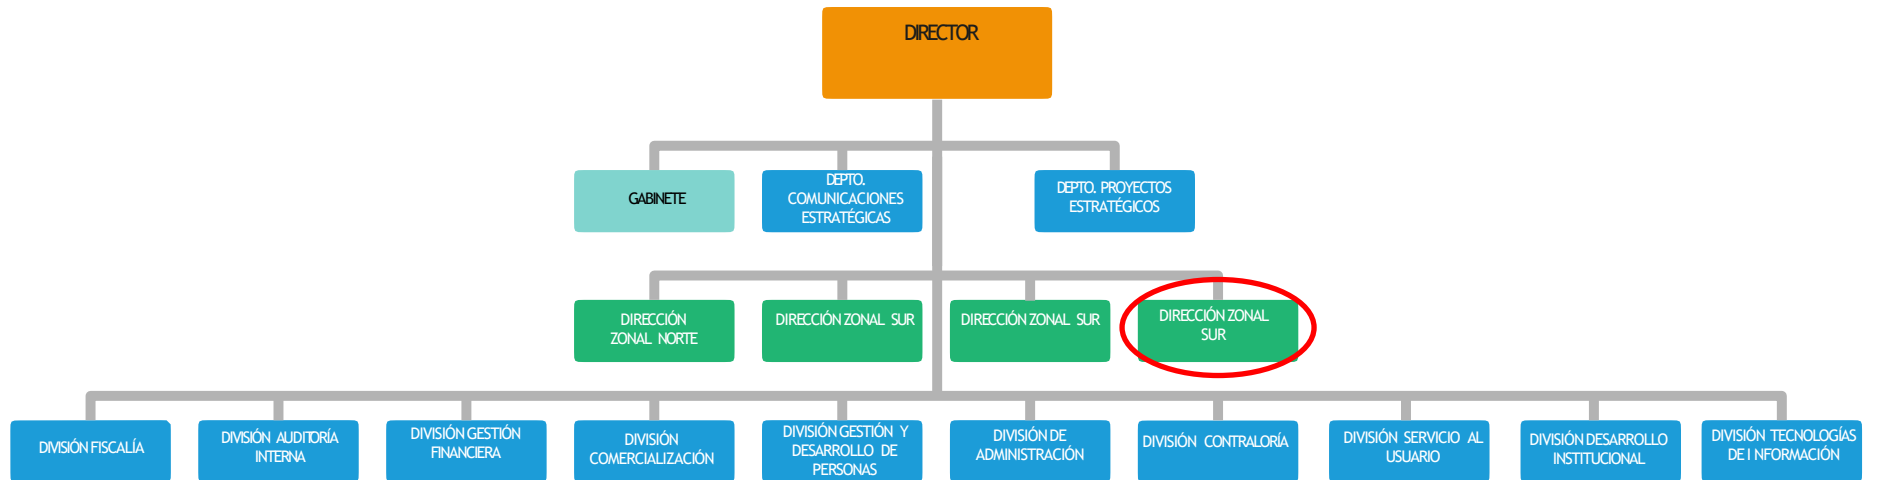 DIRECTOR
GABINETE
DEPTO.
COMUNICACIONES
ESTRATÉGICAS
DEPTO. PROYECTOS
ESTRATÉGICOS
DIRECCIÓN
ZONAL NORTE
DIRECCIÓN ZONAL SUR
DIRECCIÓN ZONAL SUR
DIRECCIÓN ZONAL
SUR
DIVISIÓN FISCALÍA
DIVISIÓN AUDITORÍA
INTERNA
DIVISIÓN GESTIÓN
FINANCIERA
DIVISIÓN
COMERCIALIZACIÓN
DIVISIÓN GESTIÓN Y
DESARROLLO DE
PERSONAS
DIVISIÓN DE
ADMINISTRACIÓN
DIVISIÓN CONTRALORÍA
DIVISIÓN SERVICIO AL
USUARIO
DIVISIÓN DESARROLLO
INSTITUCIONAL
DIVISIÓN TECNOLOGÍAS
DE I NFORMACIÓN